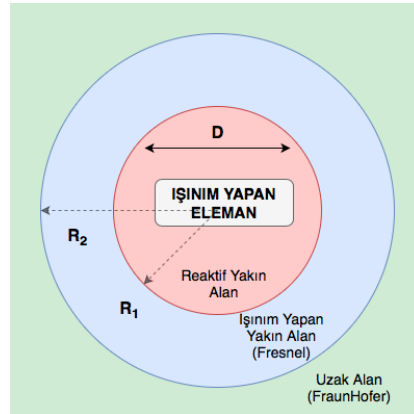 D
IŞINIM YAPAN
ELEMAN
R2
Reaktif Yakın
Alan
R1
Işınım Yapan
Yakın Alan
(Fresnel)
Uzak Alan
(FraunHofer)